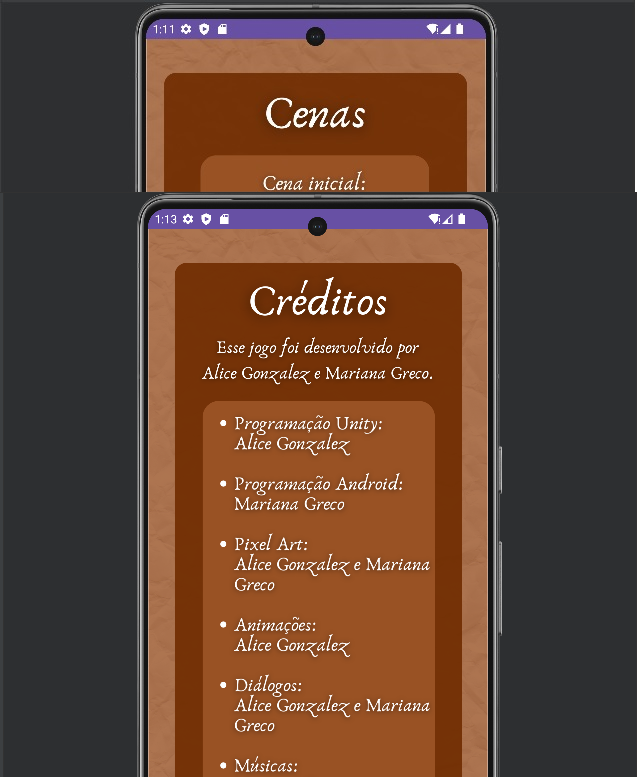 1:11
Cenas
Cena inicial:
1:13
Créditos
Esse jogo foi desenvolvido por
Alice Gonzalez e Mariana Greco.
• Programação Unity:
Alice Gonzalez
• Programação Android:
Mariana Greco
• Pixel Art:
Alice Gonzalez e Mariana
Greco
• Animações:
Alice Gonzalez
• Diálogos:
Alice Gonzalez e Mariana
Greco
• Músicas: